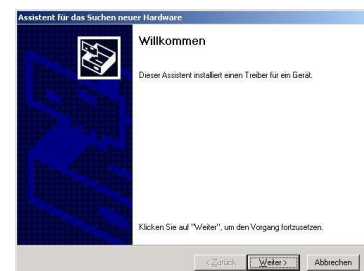 Assistent für das Suchen neuer Hardware
Willkommen
Dieser Assistent installiert einen Treiber für ein Gerät.
Klicken Sie auf "Weiter", um den Vorgang fortzusetzen.
< Zurück
Weiter >
Abbrechen